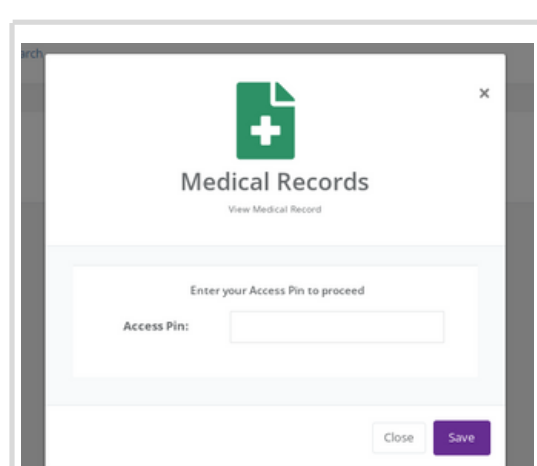 ×
Medical Records
View Medical Record
Enter your Access Pin to proceed
Access Pin:
Close Save